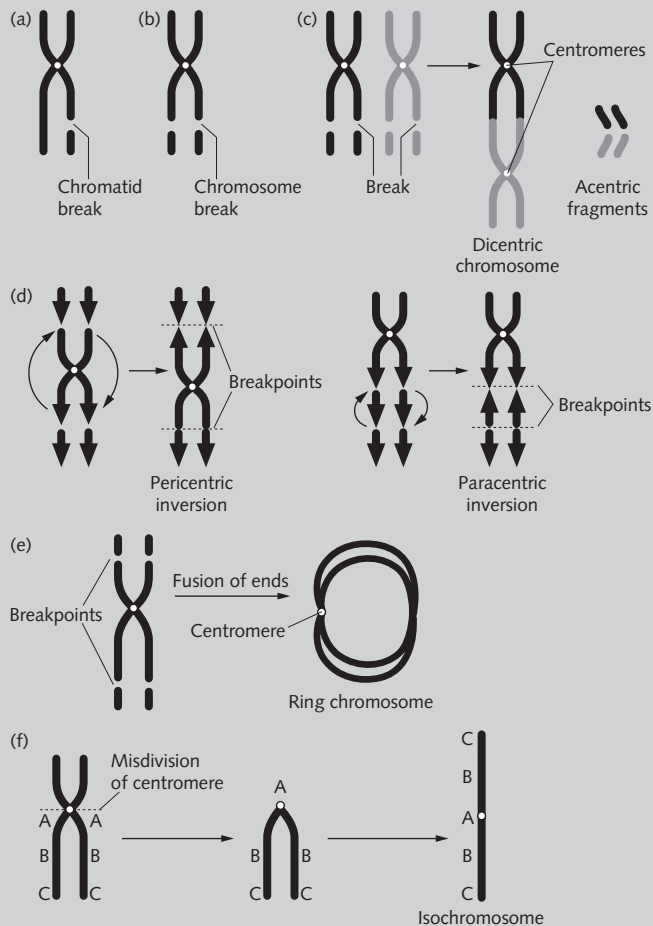 (a)
(b)
(c)
Centromeres
Chromatid
break
Chromosome
break
Break
Acentric
fragments
Dicentric
chromosome
(d)
Breakpoints
Breakpoints
Pericentric
inversion
Paracentric
inversion
(e)
Fusion of ends
Breakpoints
Centromere
Ring chromosome
(f)
Misdivision
of centromere
A A
B B
C C
A
B B
C C
C
B
A
B
C
Isochromosome